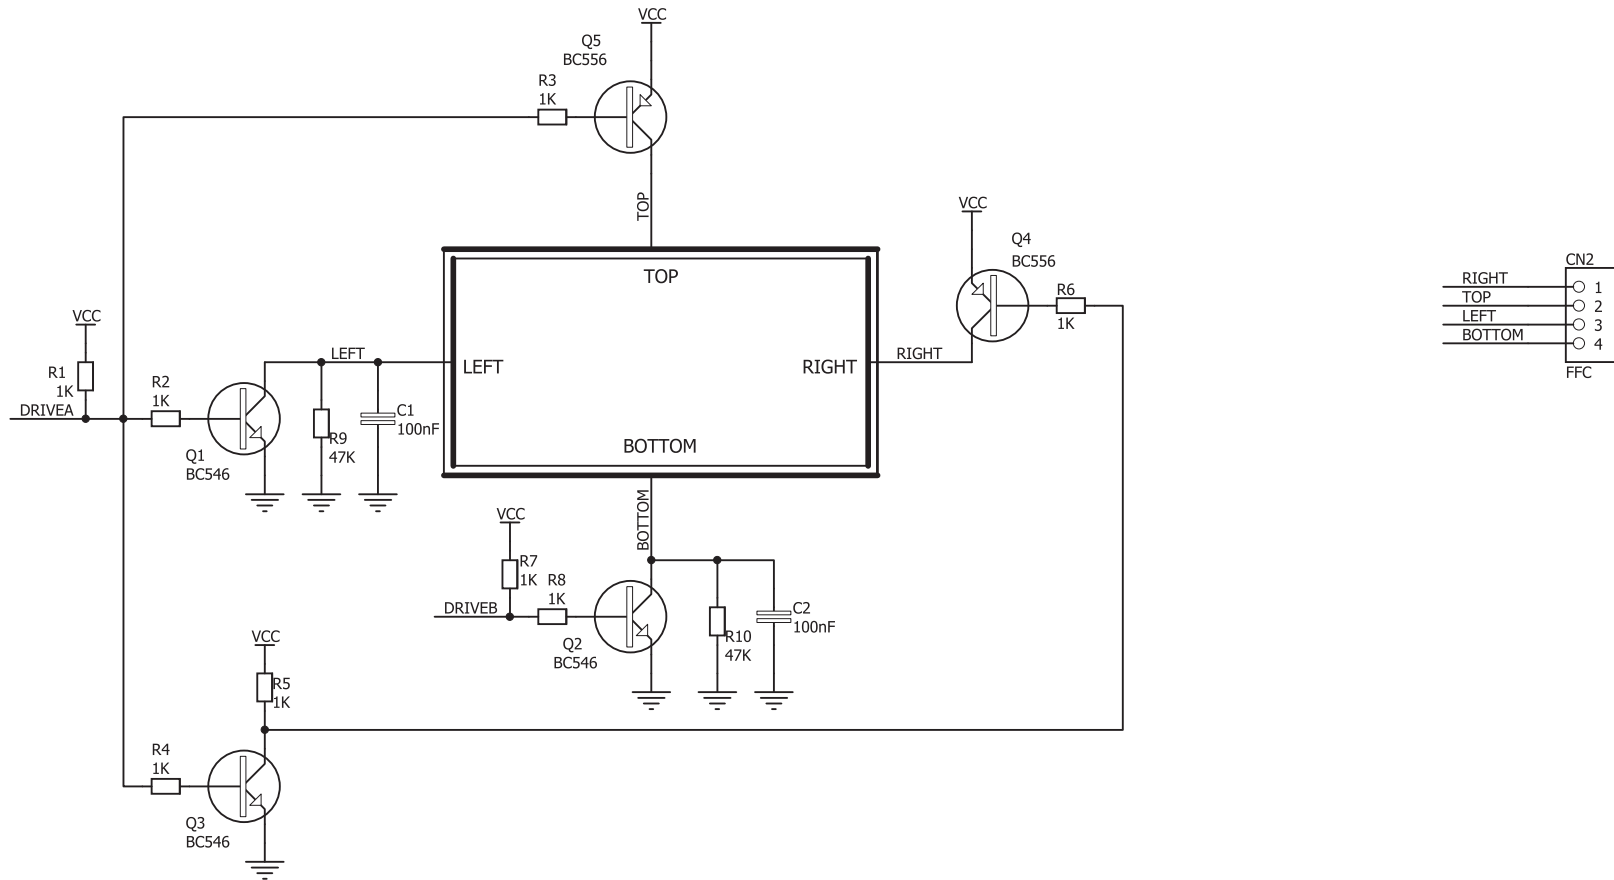 VCC
Q5
BC556
R3
1K
TOP
VCC
Q4
BC556
R6
1K
CN2
RIGHT
1
TOP
2
LEFT
3
BOTTOM
4
FFC
TOP
LEFT
RIGHT
BOTTOM
RIGHT
VCC
R1
1K
DRIVEA
R2
1K
Q1
BC546
LEFT
R9
47K
C1
100nF
BOTTOM
VCC
R7
1K
DRIVEB
R8
1K
Q2
BC546
R10
47K
C2
100nF
VCC
R5
1K
R4
1K
Q3
BC546